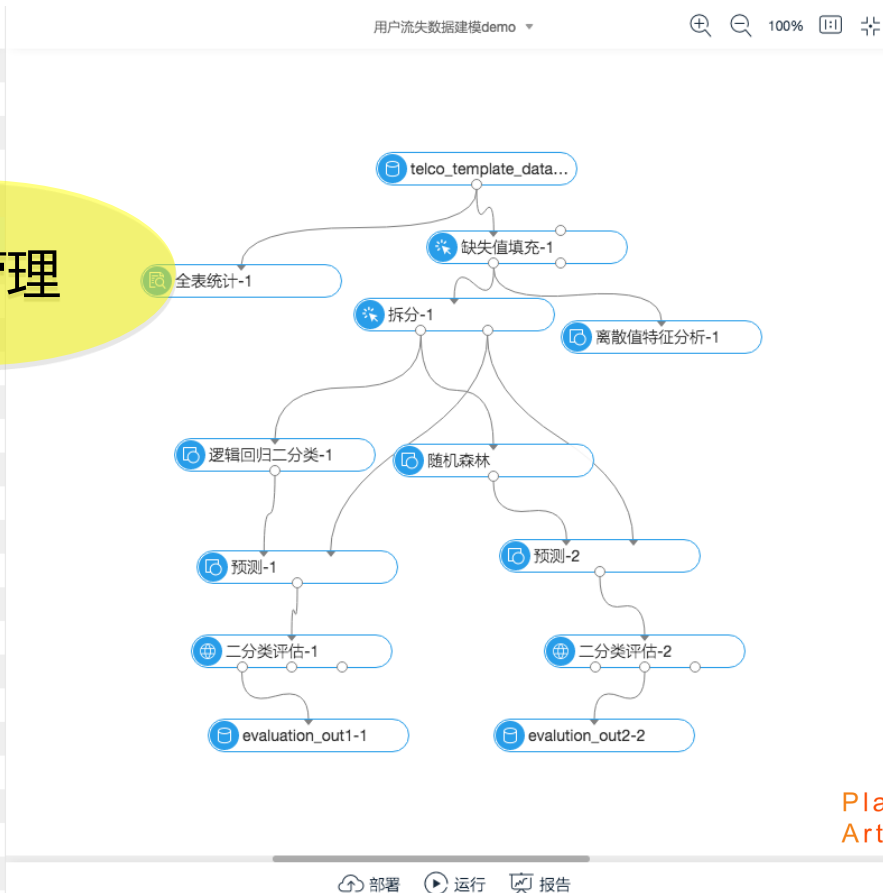 用户流失数据建模demo
100%
telco_template_data...
缺失值填充-1
理
全表统计-1
拆分-1
离散值特征分析-1
逻辑回归二分类-1
随机森林
预测-1
预测-2
二分类评估-1
二分类评估-2
evaluation_out1-1
evalution_out2-2
Pla
Art
部署
运行
报告